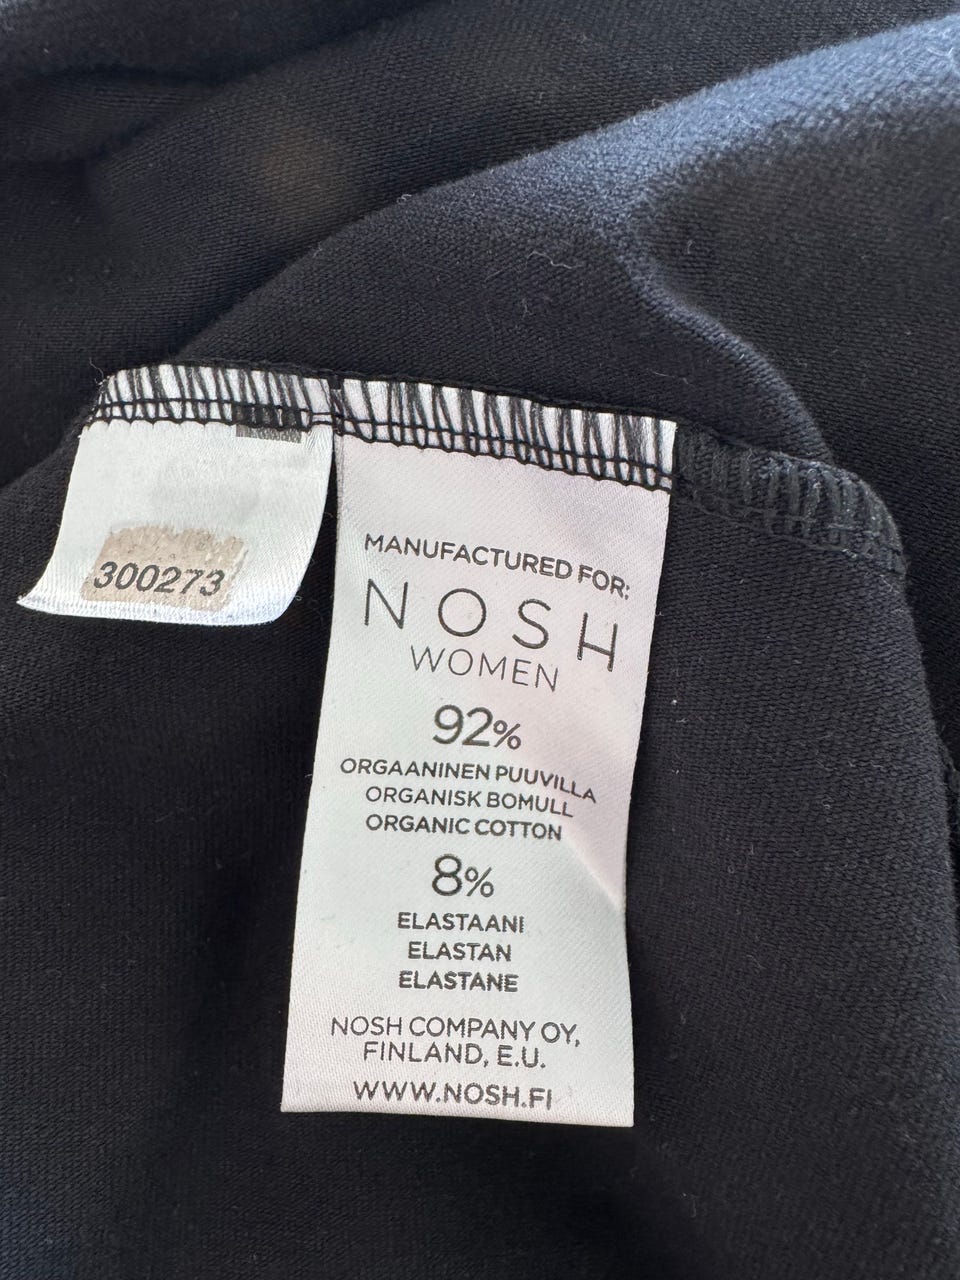 300273
MANUFACTURED FOR:
NOSH
WOMEN
92%
ORGAANINEN PUUVILLA
ORGANISK BOMULL
ORGANIC COTTON
8%
ELASTAANI
ELASTAN
ELASTANE
NOSH COMPANY OY,
FINLAND, E.U.
WWW.NOSH.FI